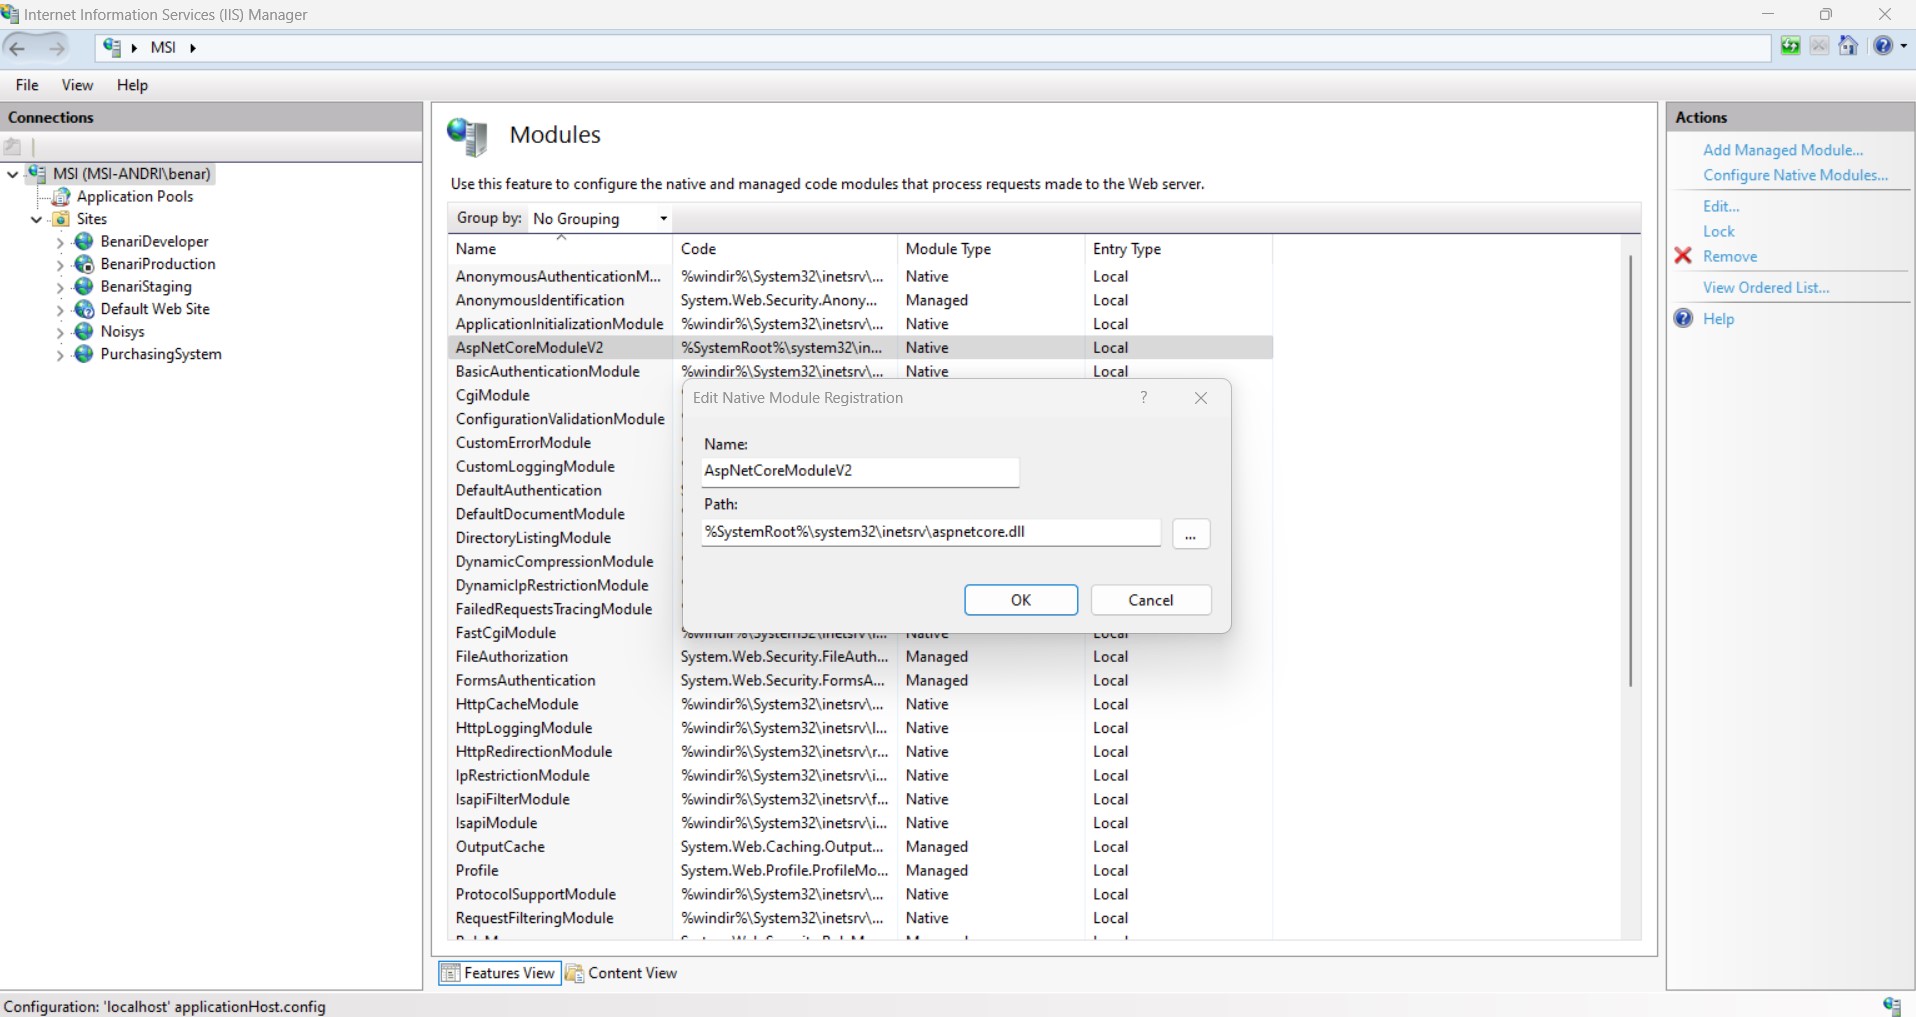 Internet Information Services (IIS) Manager
MSI
File View Help
Connections
MSI (MSI-ANDRI\benar)
Application Pools
Sites
BenariDeveloper
BenariProduction
BenariStaging
Default Web Site
Noisys
PurchasingSystem
Modules
Use this feature to configure the native and managed code modules that process requests made to the Web server.
Group by: No Grouping
Name Code Module Type Entry Type
AnonymousAuthenticationM... %windir%\System32\inetsrv\... Native Local
AnonymousIdentification System.Web.Security.Anony... Managed Local
ApplicationInitializationModule %windir%\System32\inetsrv\... Native Local
AspNetCoreModuleV2 %SystemRoot%\system32\in... Native Local
BasicAuthenticationModule %windir%\System32\inetsrv\... Native Local
CgiModule
ConfigurationValidationModule
CustomErrorModule
CustomLoggingModule
DefaultAuthentication
DefaultDocumentModule
DirectoryListingModule
DynamicCompressionModule
DynamicIpRestrictionModule
FailedRequestsTracingModule
FastCgiModule %windir%\System32\inetsrv\i... Native Local
FileAuthorization System.Web.Security.FileAuth... Managed Local
FormsAuthentication System.Web.Security.FormsA... Managed Local
HttpCacheModule %windir%\System32\inetsrv\... Native Local
HttpLoggingModule %windir%\System32\inetsrv\l... Native Local
HttpRedirectionModule %windir%\System32\inetsrv\r... Native Local
IpRestrictionModule %windir%\System32\inetsrv\i... Native Local
IsapiFilterModule %windir%\System32\inetsrv\f... Native Local
IsapiModule %windir%\System32\inetsrv\i... Native Local
OutputCache System.Web.Caching.Output... Managed Local
Profile System.Web.Profile.ProfileMo... Managed Local
ProtocolSupportModule %windir%\System32\inetsrv\... Native Local
RequestFilteringModule %windir%\System32\inetsrv\... Native Local
Edit Native Module Registration ?
Name:
AspNetCoreModuleV2
Path:
%SystemRoot%\system32\inetsrv\aspnetcore.dll
...
OK Cancel
Features View Content View
Actions
Add Managed Module...
Configure Native Modules...
Edit...
Lock
Remove
View Ordered List...
Help
Configuration: 'localhost' applicationHost.config